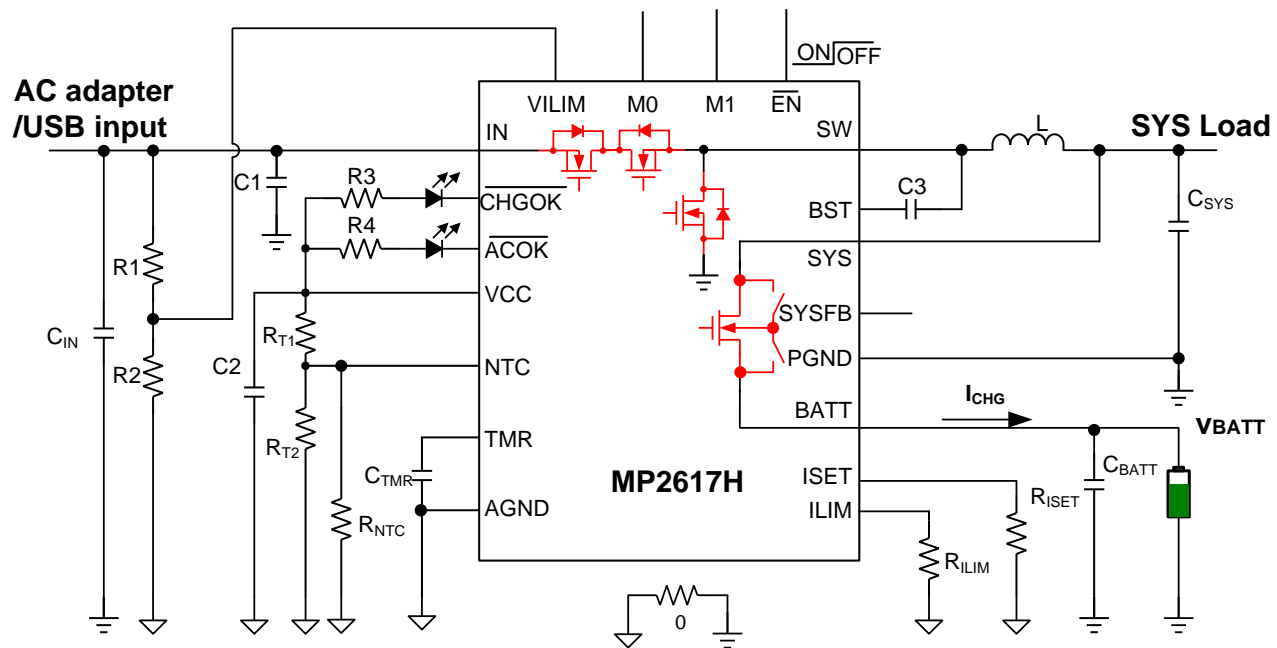 ON OFF
AC adapter
/USB input
VILIM M0 M1 EN
IN
SW
L
SYS Load
C1
R3
CHGOK
C3
BST
CSYS
R4
ACOK
SYS
R1
VCC
CIN
RT1
SYSFB
R2
C2
NTC
PGND
ICHG
BATT
VBATT
RT2
TMR
CTMR
MP2617H
ISET
CBATT
RISET
AGND
ILIM
RNTC
RILIM
0